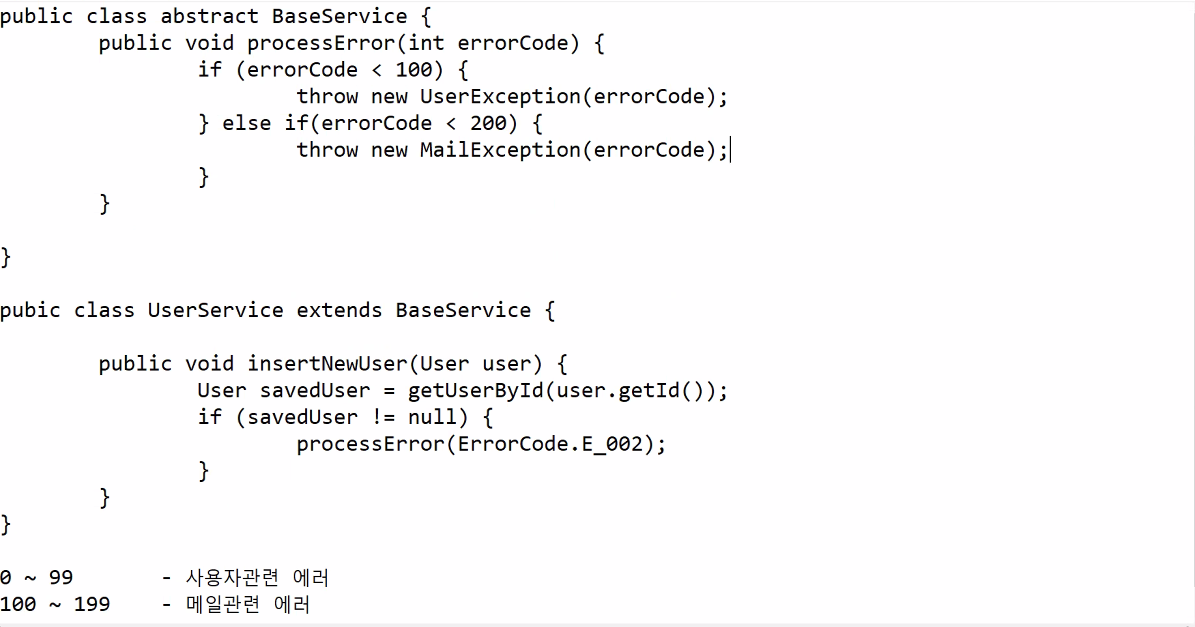 public class abstract BaseService {
        public void processError(int errorCode) {
                if (errorCode < 100) {
                        throw new UserException(errorCode);
                } else if(errorCode < 200) {
                        throw new MailException(errorCode);
                }
        }

}

pubic class UserService extends BaseService {

        public void insertNewUser(User user) {
                User savedUser = getUserById(user.getId());
                if (savedUser != null) {
                        processError(ErrorCode.E_002);
                }
        }
}

0 ~ 99       - 사용자관련 에러
100 ~ 199    - 메일관련 에러